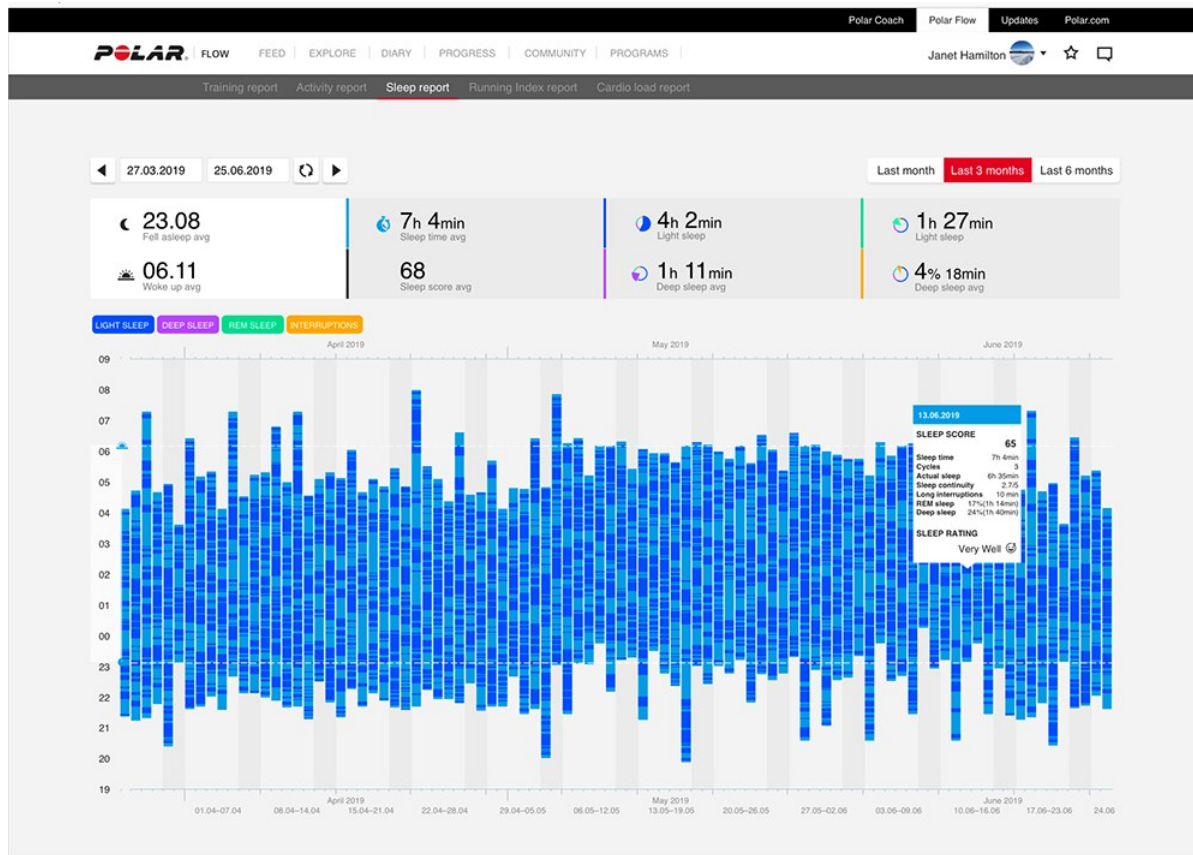 Polar Coach Polar Flow Updates Polar.com
POLAR. FLOW FEED EXPLORE DIARY PROGRESS COMMUNITY PROGRAMS Janet Hamilton
Training report Activity report Sleep report Running Index report Cardio load report
27.03.2019 25.06.2019 Last month Last 3 months Last 6 months
23.08 7h 4min 4h 2min 1h 27min
Fell asleep avg Sleep time avg Light sleep Light sleep
06.11 68 1h 11min 4% 18min
Woke up avg Sleep score avg Deep sleep avg Deep sleep avg
LIGHT SLEEP DEEP SLEEP REM SLEEP INTERRUPTIONS
April 2019 May 2019 June 2019
09
08
07
06
05
04
03
02
01
00
23
22
21
20
19
13.06.2019
SLEEP SCORE
65
Sleep time 7h 4min
Cycles 3
Actual sleep 6h 35min
Sleep continuity 2.7/5
Long interruptions 10 min
REM sleep 17%(1h 14min)
Deep sleep 24%(1h 40min)
SLEEP RATING
Very Well
April 2019 May 2019 June 2019
01.04–07.04 08.04–14.04 15.04–21.04 22.04–28.04 29.04–05.05 06.05–12.05 13.05–19.05 20.05–26.05 27.05–02.06 03.06–09.06 10.06–16.06 17.06–23.06 24.06